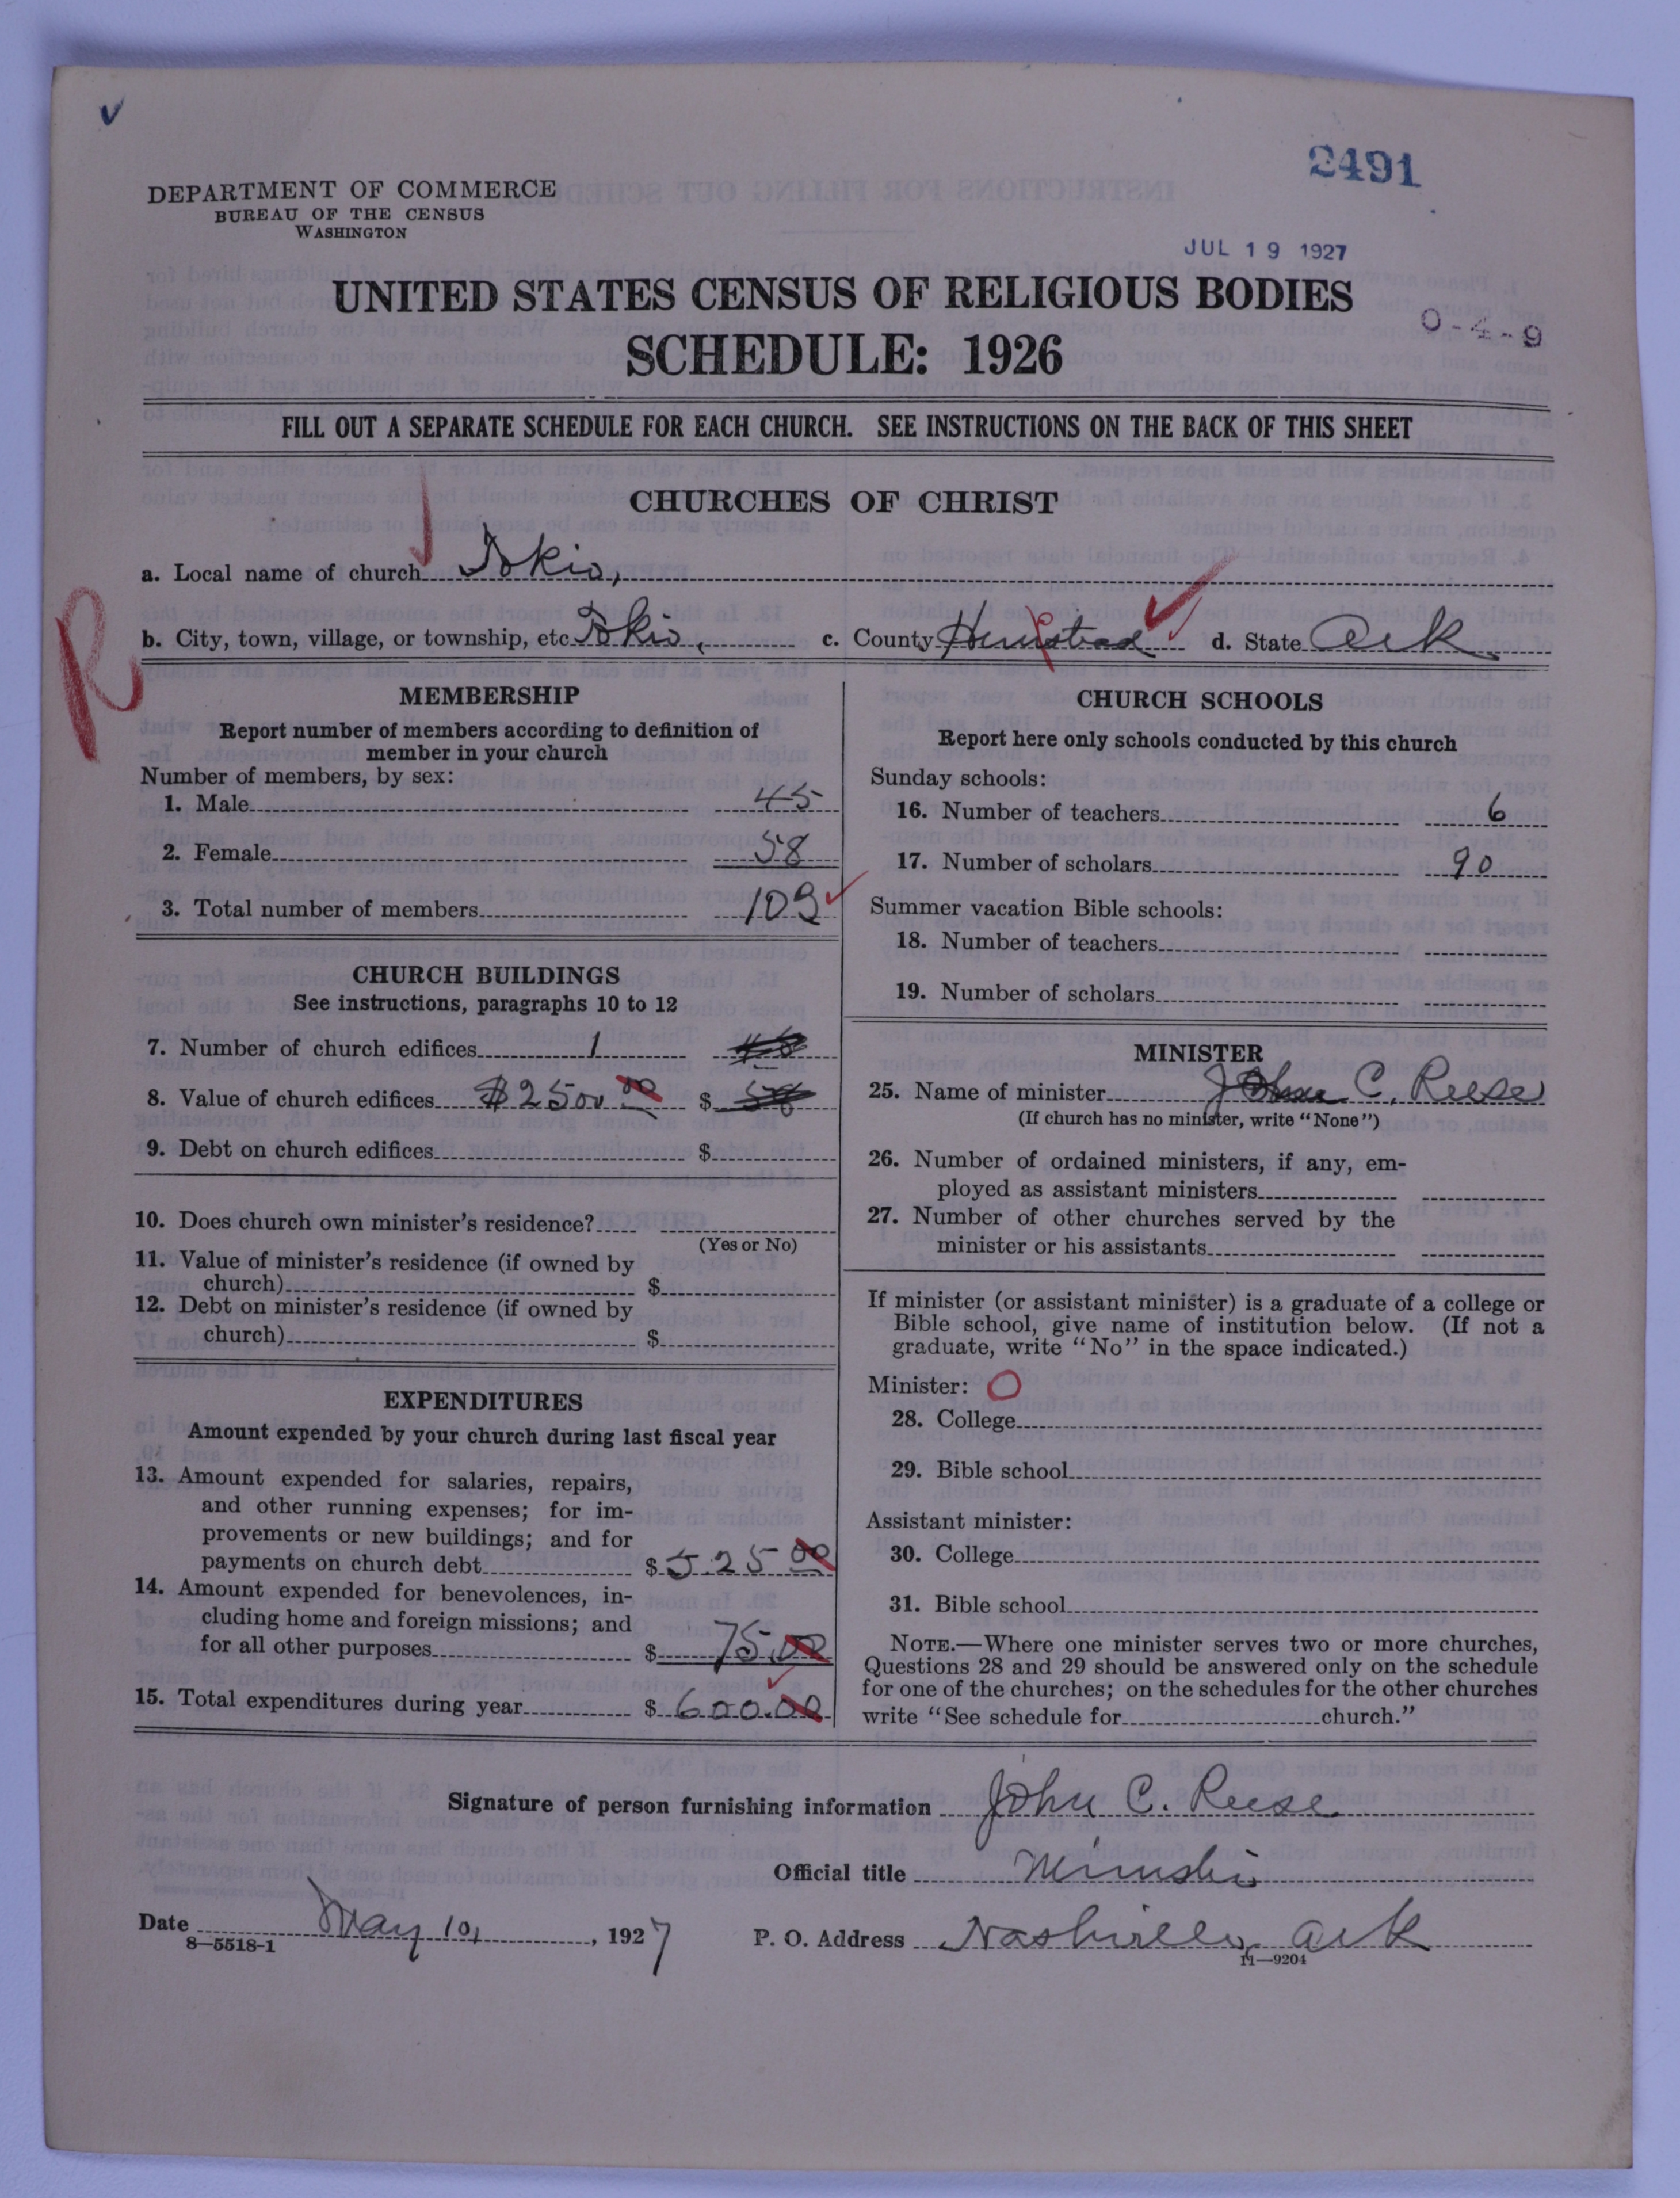 2491
DEPARTMENT OF COMMERCE
BUREAU OF THE CENSUS
WASHINGTON
JUL 19 1927
UNITED STATES CENSUS OF RELIGIOUS BODIES
0-4-9
SCHEDULE: 1926
FILL OUT A SEPARATE SCHEDULE FOR EACH CHURCH. SEE INSTRUCTIONS ON THE BACK OF THIS SHEET
CHURCHES OF CHRIST
a. Local name of church Tokio,
R
b. City, town, village, or township, etc. Tokio, c. County Hempstead d. State Ark
MEMBERSHIP
Report number of members according to definition of
member in your church
Number of members, by sex:
1. Male 45
2. Female 58
3. Total number of members 103
CHURCH BUILDINGS
See instructions, paragraphs 10 to 12
7. Number of church edifices 1
8. Value of church edifices $2500 00 $
9. Debt on church edifices $
10. Does church own minister's residence?
(Yes or No)
11. Value of minister's residence (if owned by
church) $
12. Debt on minister's residence (if owned by
church) $
EXPENDITURES
Amount expended by your church during last fiscal year
13. Amount expended for salaries, repairs,
and other running expenses; for im-
provements or new buildings; and for
payments on church debt $ 525 00
14. Amount expended for benevolences, in-
cluding home and foreign missions; and
for all other purposes $ 75.00
15. Total expenditures during year $ 600.00
CHURCH SCHOOLS
Report here only schools conducted by this church
Sunday schools:
16. Number of teachers 6
17. Number of scholars 90
Summer vacation Bible schools:
18. Number of teachers
19. Number of scholars
MINISTER
25. Name of minister John C. Reese
(If church has no minister, write "None")
26. Number of ordained ministers, if any, em-
ployed as assistant ministers
27. Number of other churches served by the
minister or his assistants
If minister (or assistant minister) is a graduate of a college or
Bible school, give name of institution below. (If not a
graduate, write "No" in the space indicated.)
Minister: O
28. College
29. Bible school
Assistant minister:
30. College
31. Bible school
NOTE.—Where one minister serves two or more churches,
Questions 28 and 29 should be answered only on the schedule
for one of the churches; on the schedules for the other churches
write "See schedule for church."
Signature of person furnishing information John C. Reese
Official title Minister
Date May 10, 1927 P. O. Address Nashville, Ark
8—5518-1
11—9204